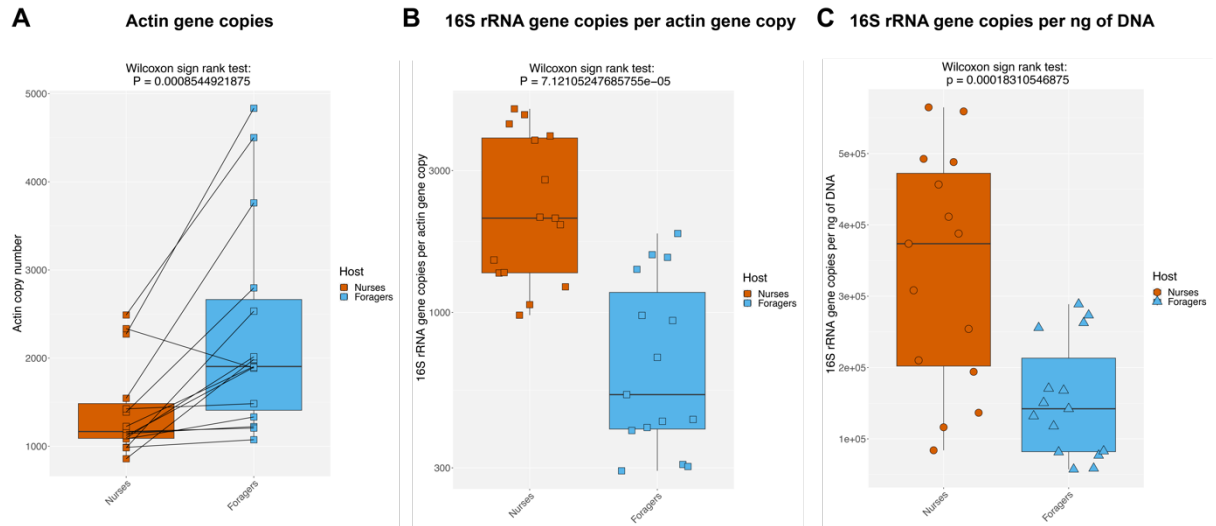 A
Actin gene copies
Wilcoxon sign rank test:
P = 0.0008544921875
Actin copy number
5000
4000
3000
2000
1000
Nurses
Foragers
Host
Nurses
Foragers
B
16S rRNA gene copies per actin gene copy
Wilcoxon sign rank test:
P = 7.12105247685755e−05
16S rRNA gene copies per actin gene copy
3000
1000
300
Nurses
Foragers
Host
Nurses
Foragers
C
16S rRNA gene copies per ng of DNA
Wilcoxon sign rank test:
p = 0.00018310546875
16S rRNA gene copies per ng of DNA
5e+05
4e+05
3e+05
2e+05
1e+05
Nurses
Foragers
Host
Nurses
Foragers